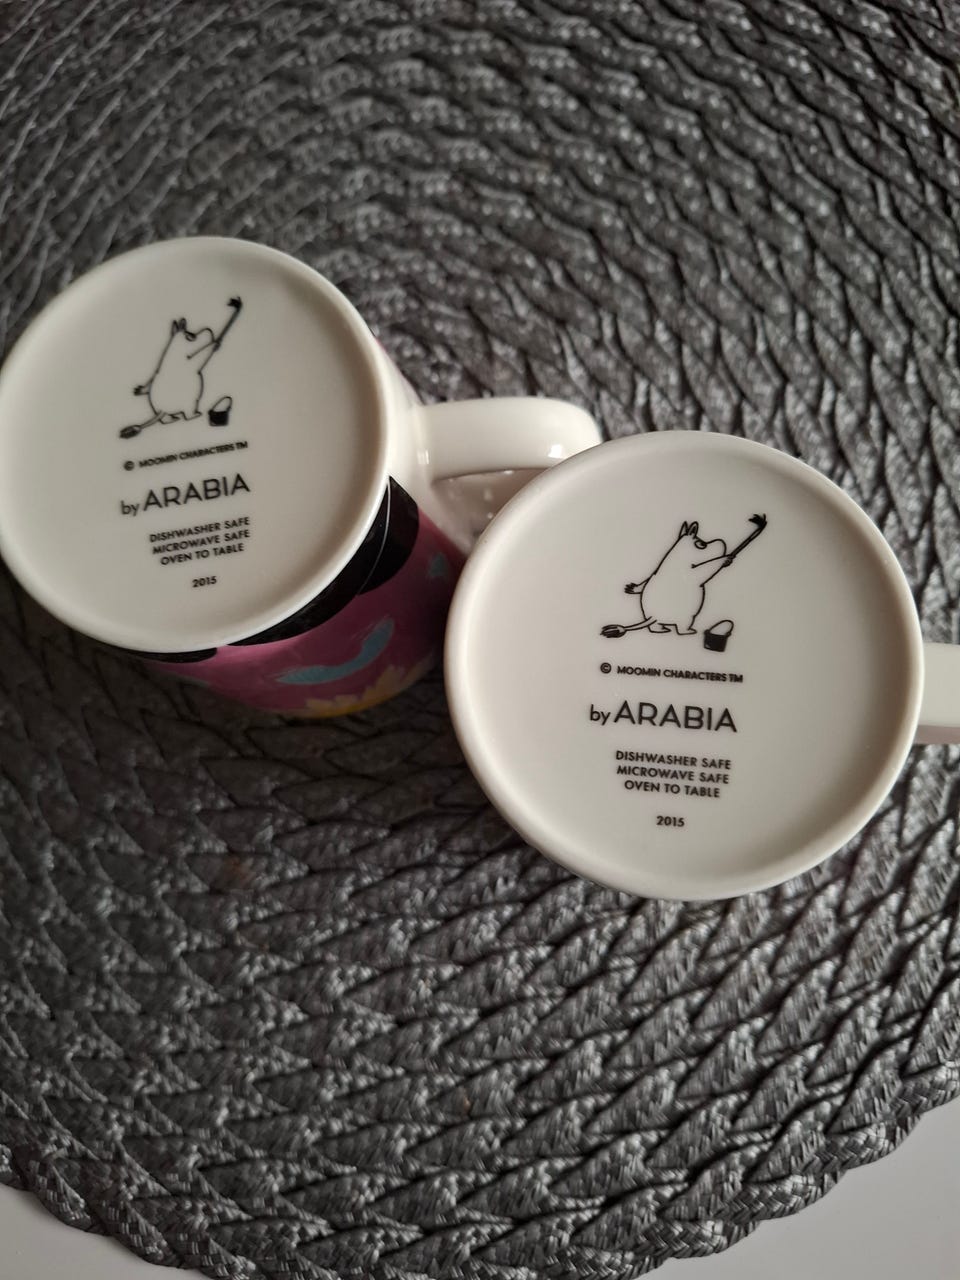 © MOOMIN CHARACTERS TM
by ARABIA
DISHWASHER SAFE
MICROWAVE SAFE
OVEN TO TABLE
2015
© MOOMIN CHARACTERS TM
by ARABIA
DISHWASHER SAFE
MICROWAVE SAFE
OVEN TO TABLE
2015